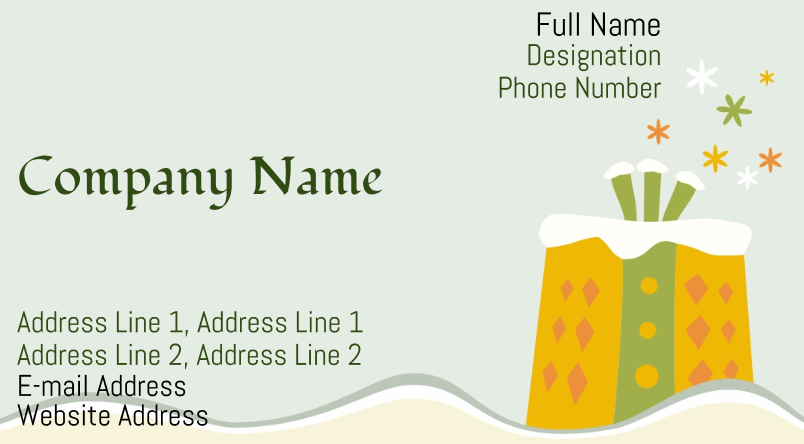 Full Name
Designation
Phone Number
Company Name
Address Line 1, Address Line 1
Address Line 2, Address Line 2
E-mail Address
Website Address